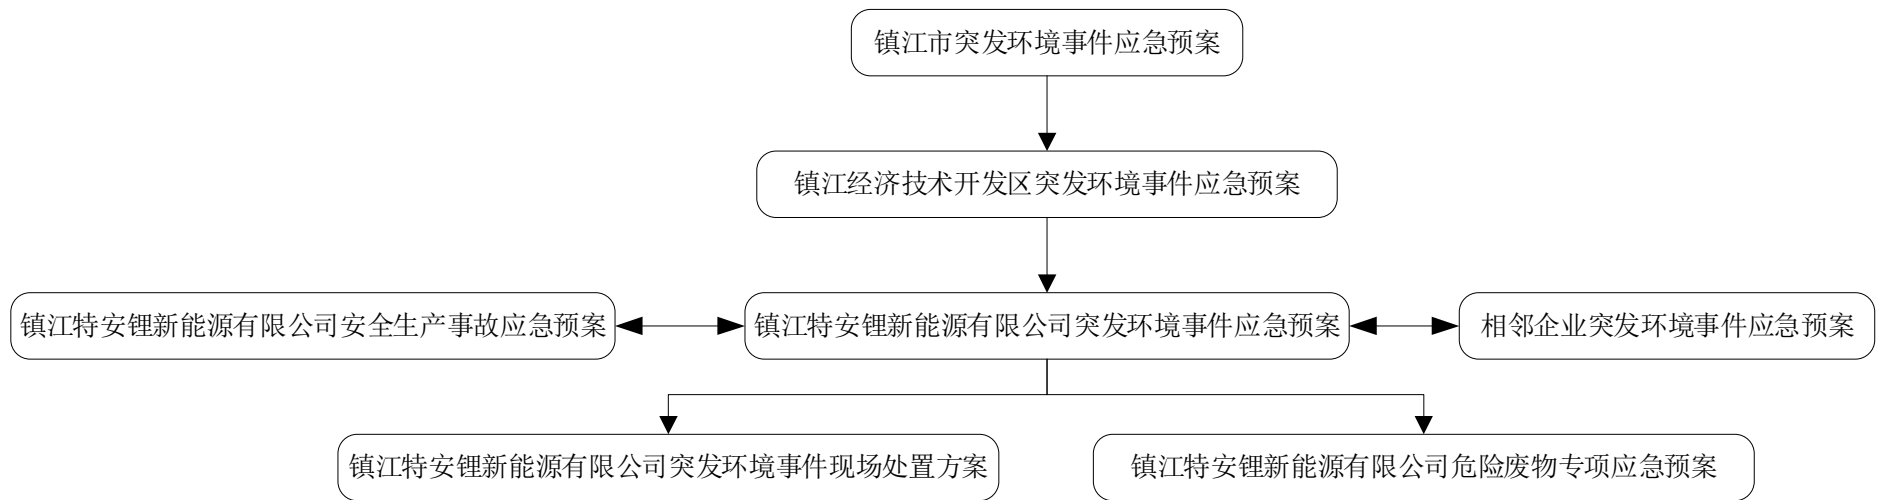 镇江市突发环境事件应急预案
镇江经济技术开发区突发环境事件应急预案
镇江特安锂新能源有限公司安全生产事故应急预案
镇江特安锂新能源有限公司突发环境事件应急预案
相邻企业突发环境事件应急预案
镇江特安锂新能源有限公司突发环境事件现场处置方案
镇江特安锂新能源有限公司危险废物专项应急预案